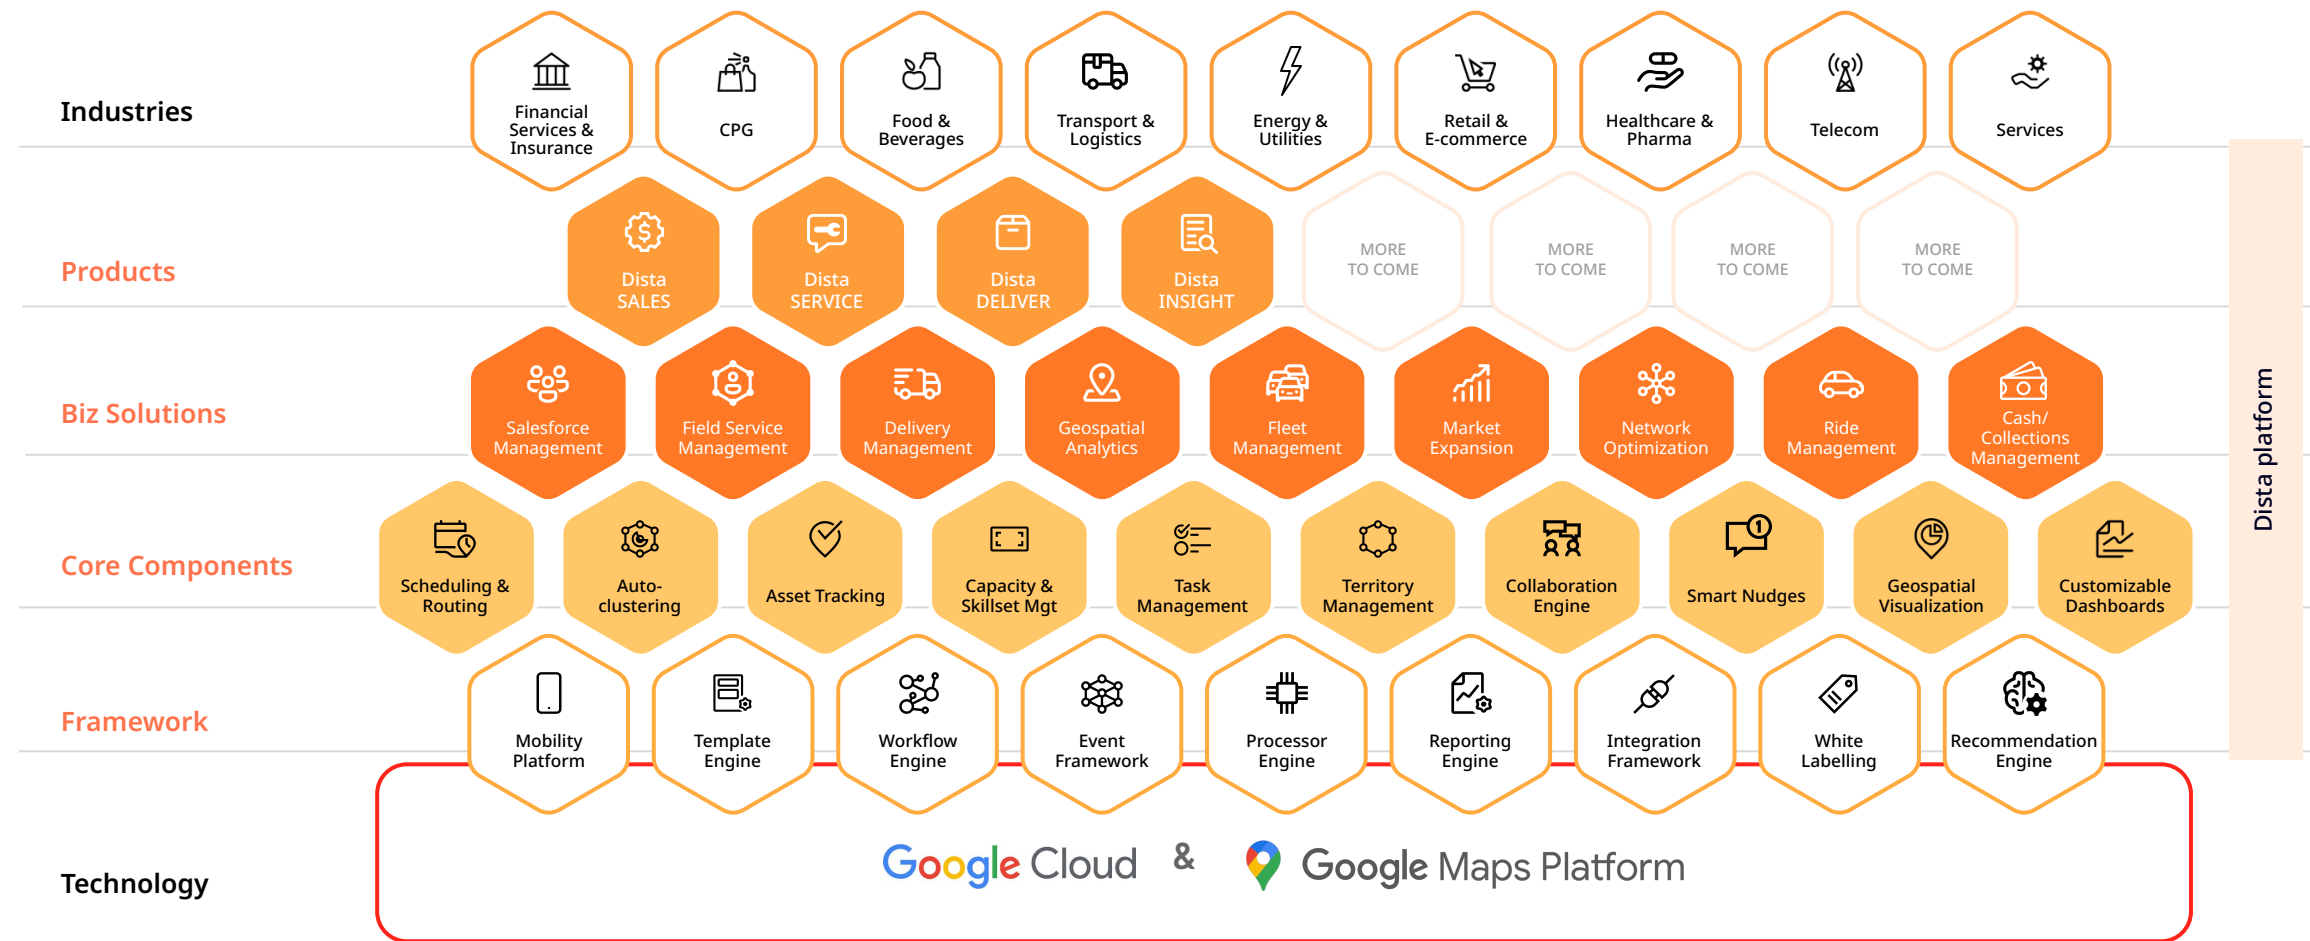 Industries
Financial
Services &
Insurance
CPG
Food &
Beverages
Transport &
Logistics
Energy &
Utilities
Retail &
E-commerce
Healthcare &
Pharma
Telecom
Services
Products
Dista
SALES
Dista
SERVICE
Dista
DELIVER
Dista
INSIGHT
MORE
TO COME
MORE
TO COME
MORE
TO COME
MORE
TO COME
Biz Solutions
Salesforce
Management
Field Service
Management
Delivery
Management
Geospatial
Analytics
Fleet
Management
Market
Expansion
Network
Optimization
Ride
Management
Cash/
Collections
Management
Core Components
Scheduling &
Routing
Auto-
clustering
Asset Tracking
Capacity &
Skillset Mgt
Task
Management
Territory
Management
Collaboration
Engine
1
Smart Nudges
Geospatial
Visualization
Customizable
Dashboards
Framework
Mobility
Platform
Template
Engine
Workflow
Engine
Event
Framework
Processor
Engine
Reporting
Engine
Integration
Framework
White
Labelling
Recommendation
Engine
Technology
Google Cloud & Google Maps Platform
Dista platform